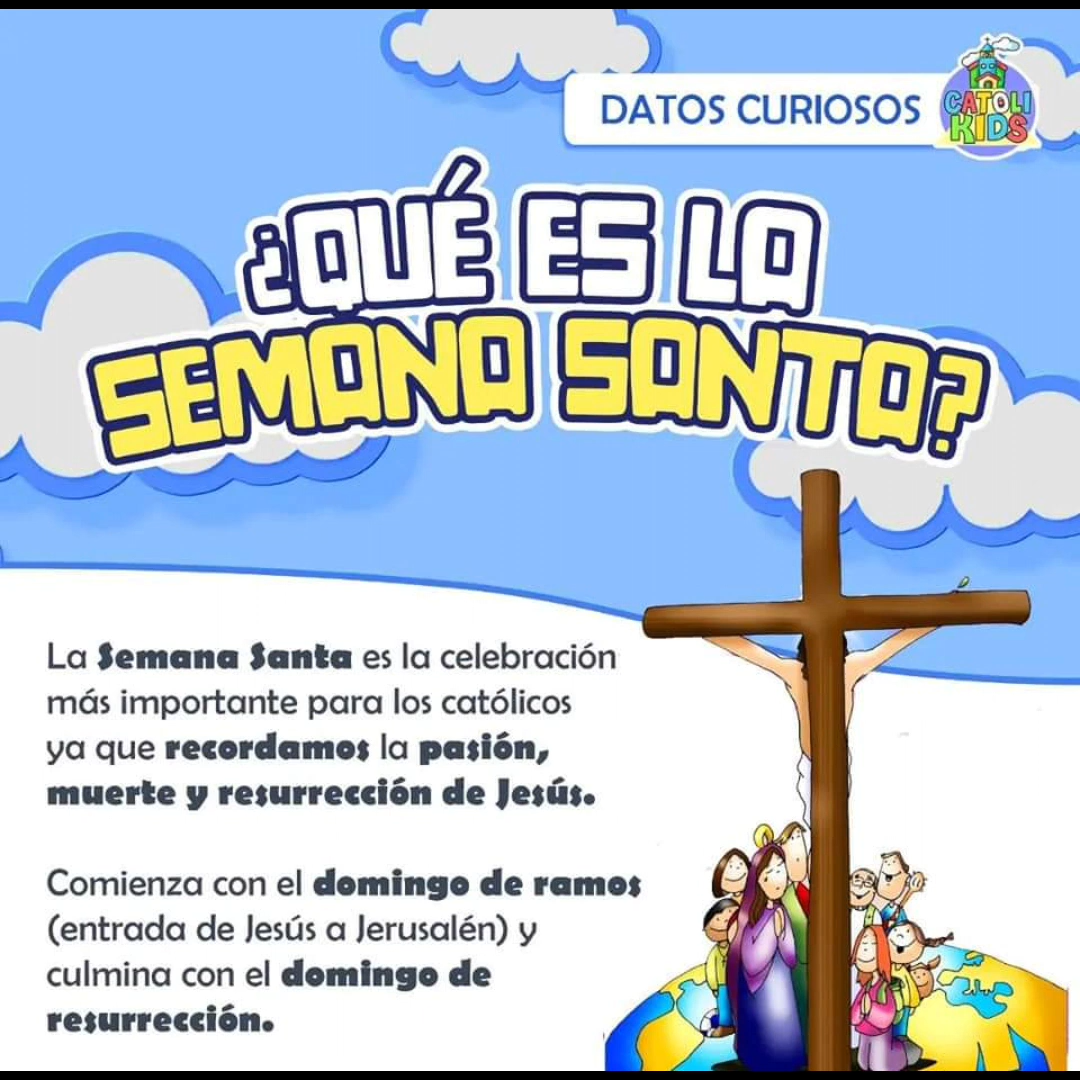 DATOS CURIOSOS
CATOLI
KIDS
¿QUÉ ES LA
SEMANA SANTA?
La Semana Santa es la celebración
más importante para los católicos
ya que recordamos la pasión,
muerte y resurrección de Jesús.
Comienza con el domingo de ramos
(entrada de Jesús a Jerusalén) y
culmina con el domingo de
resurrección.